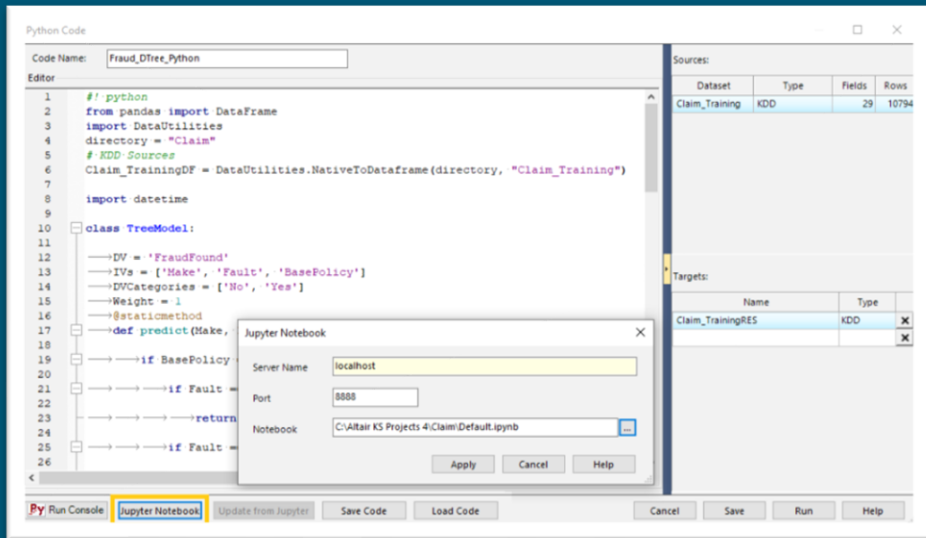 Python Code
Code Name: Fraud_DTree_Python
Editor
1 #! python
2 from pandas import DataFrame
3 import DataUtilities
4 directory = "Claim"
5 # KDD Sources
6 Claim_TrainingDF = DataUtilities.NativeToDataframe(directory, "Claim_Training")
7
8 import datetime
9
10 class TreeModel:
11
12 DV = 'FraudFound'
13 IVs = ['Make', 'Fault', 'BasePolicy']
14 DVCategories = ['No', 'Yes']
15 Weight = 1
16 @staticmethod
17 def predict(Make,
18
19 if BasePolicy
20
21 if Fault =
22
23 return
24
25 if Fault =
26
Jupyter Notebook
Server Name localhost
Port 8888
Notebook C:\Altair KS Projects 4\Claim\Default.ipynb ...
Apply Cancel Help
Sources:
Dataset Type Fields Rows
Claim_Training KDD 29 10794
Targets:
Name Type
Claim_TrainingRES KDD
Py Run Console Jupyter Notebook Update from Jupyter Save Code Load Code Cancel Save Run Help